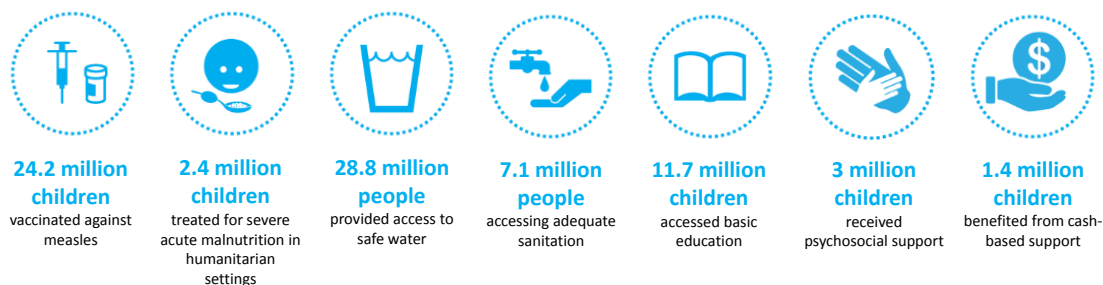 $
24.2 million
children
vaccinated against
measles
2.4 million
children
treated for severe
acute malnutrition in
humanitarian
settings
28.8 million
people
provided access to
safe water
7.1 million
people
accessing adequate
sanitation
11.7 million
children
accessed basic
education
3 million
children
received
psychosocial support
1.4 million
children
benefited from cash-
based support